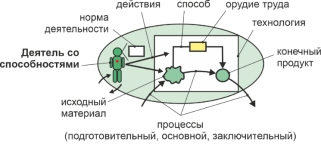 действия
способ
орудие труда
норма
деятельности
технология
Деятель со
способностями
конечный
продукт
исходный
материал
процессы
(подготовительный, основной, заключительный)